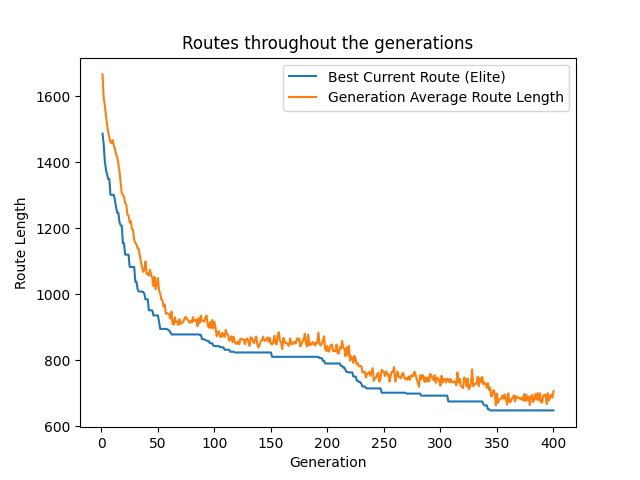 Routes throughout the generations
Best Current Route (Elite)
Generation Average Route Length
Route Length
1600
1400
1200
1000
800
600
0 50 100 150 200 250 300 350 400
Generation